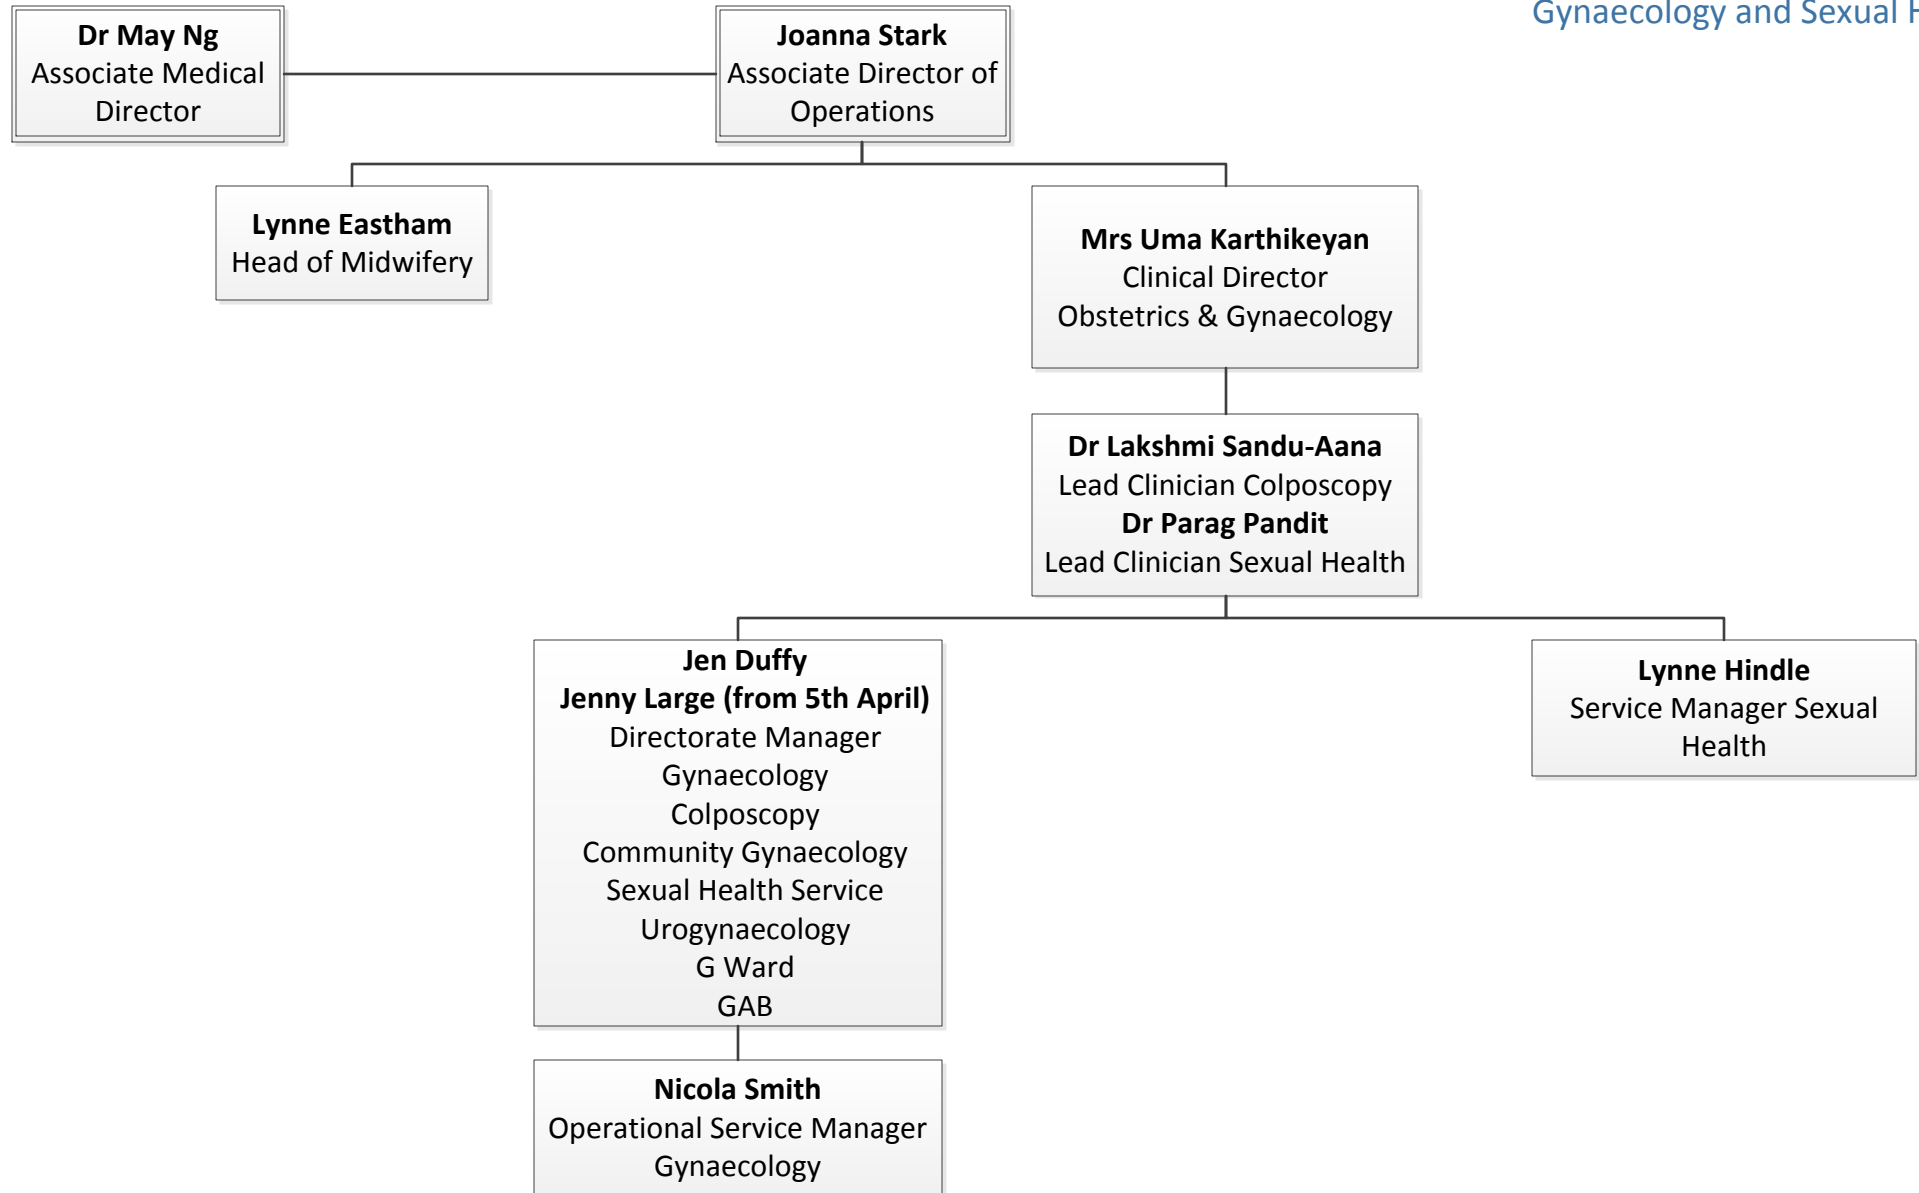 Gynaecology and Sexual H
Dr May Ng
Associate Medical
Director
Joanna Stark
Associate Director of
Operations
Lynne Eastham
Head of Midwifery
Mrs Uma Karthikeyan
Clinical Director
Obstetrics & Gynaecology
Dr Lakshmi Sandu-Aana
Lead Clinician Colposcopy
Dr Parag Pandit
Lead Clinician Sexual Health
Jen Duffy
Jenny Large (from 5th April)
Directorate Manager
Gynaecology
Colposcopy
Community Gynaecology
Sexual Health Service
Urogynaecology
G Ward
GAB
Lynne Hindle
Service Manager Sexual
Health
Nicola Smith
Operational Service Manager
Gynaecology